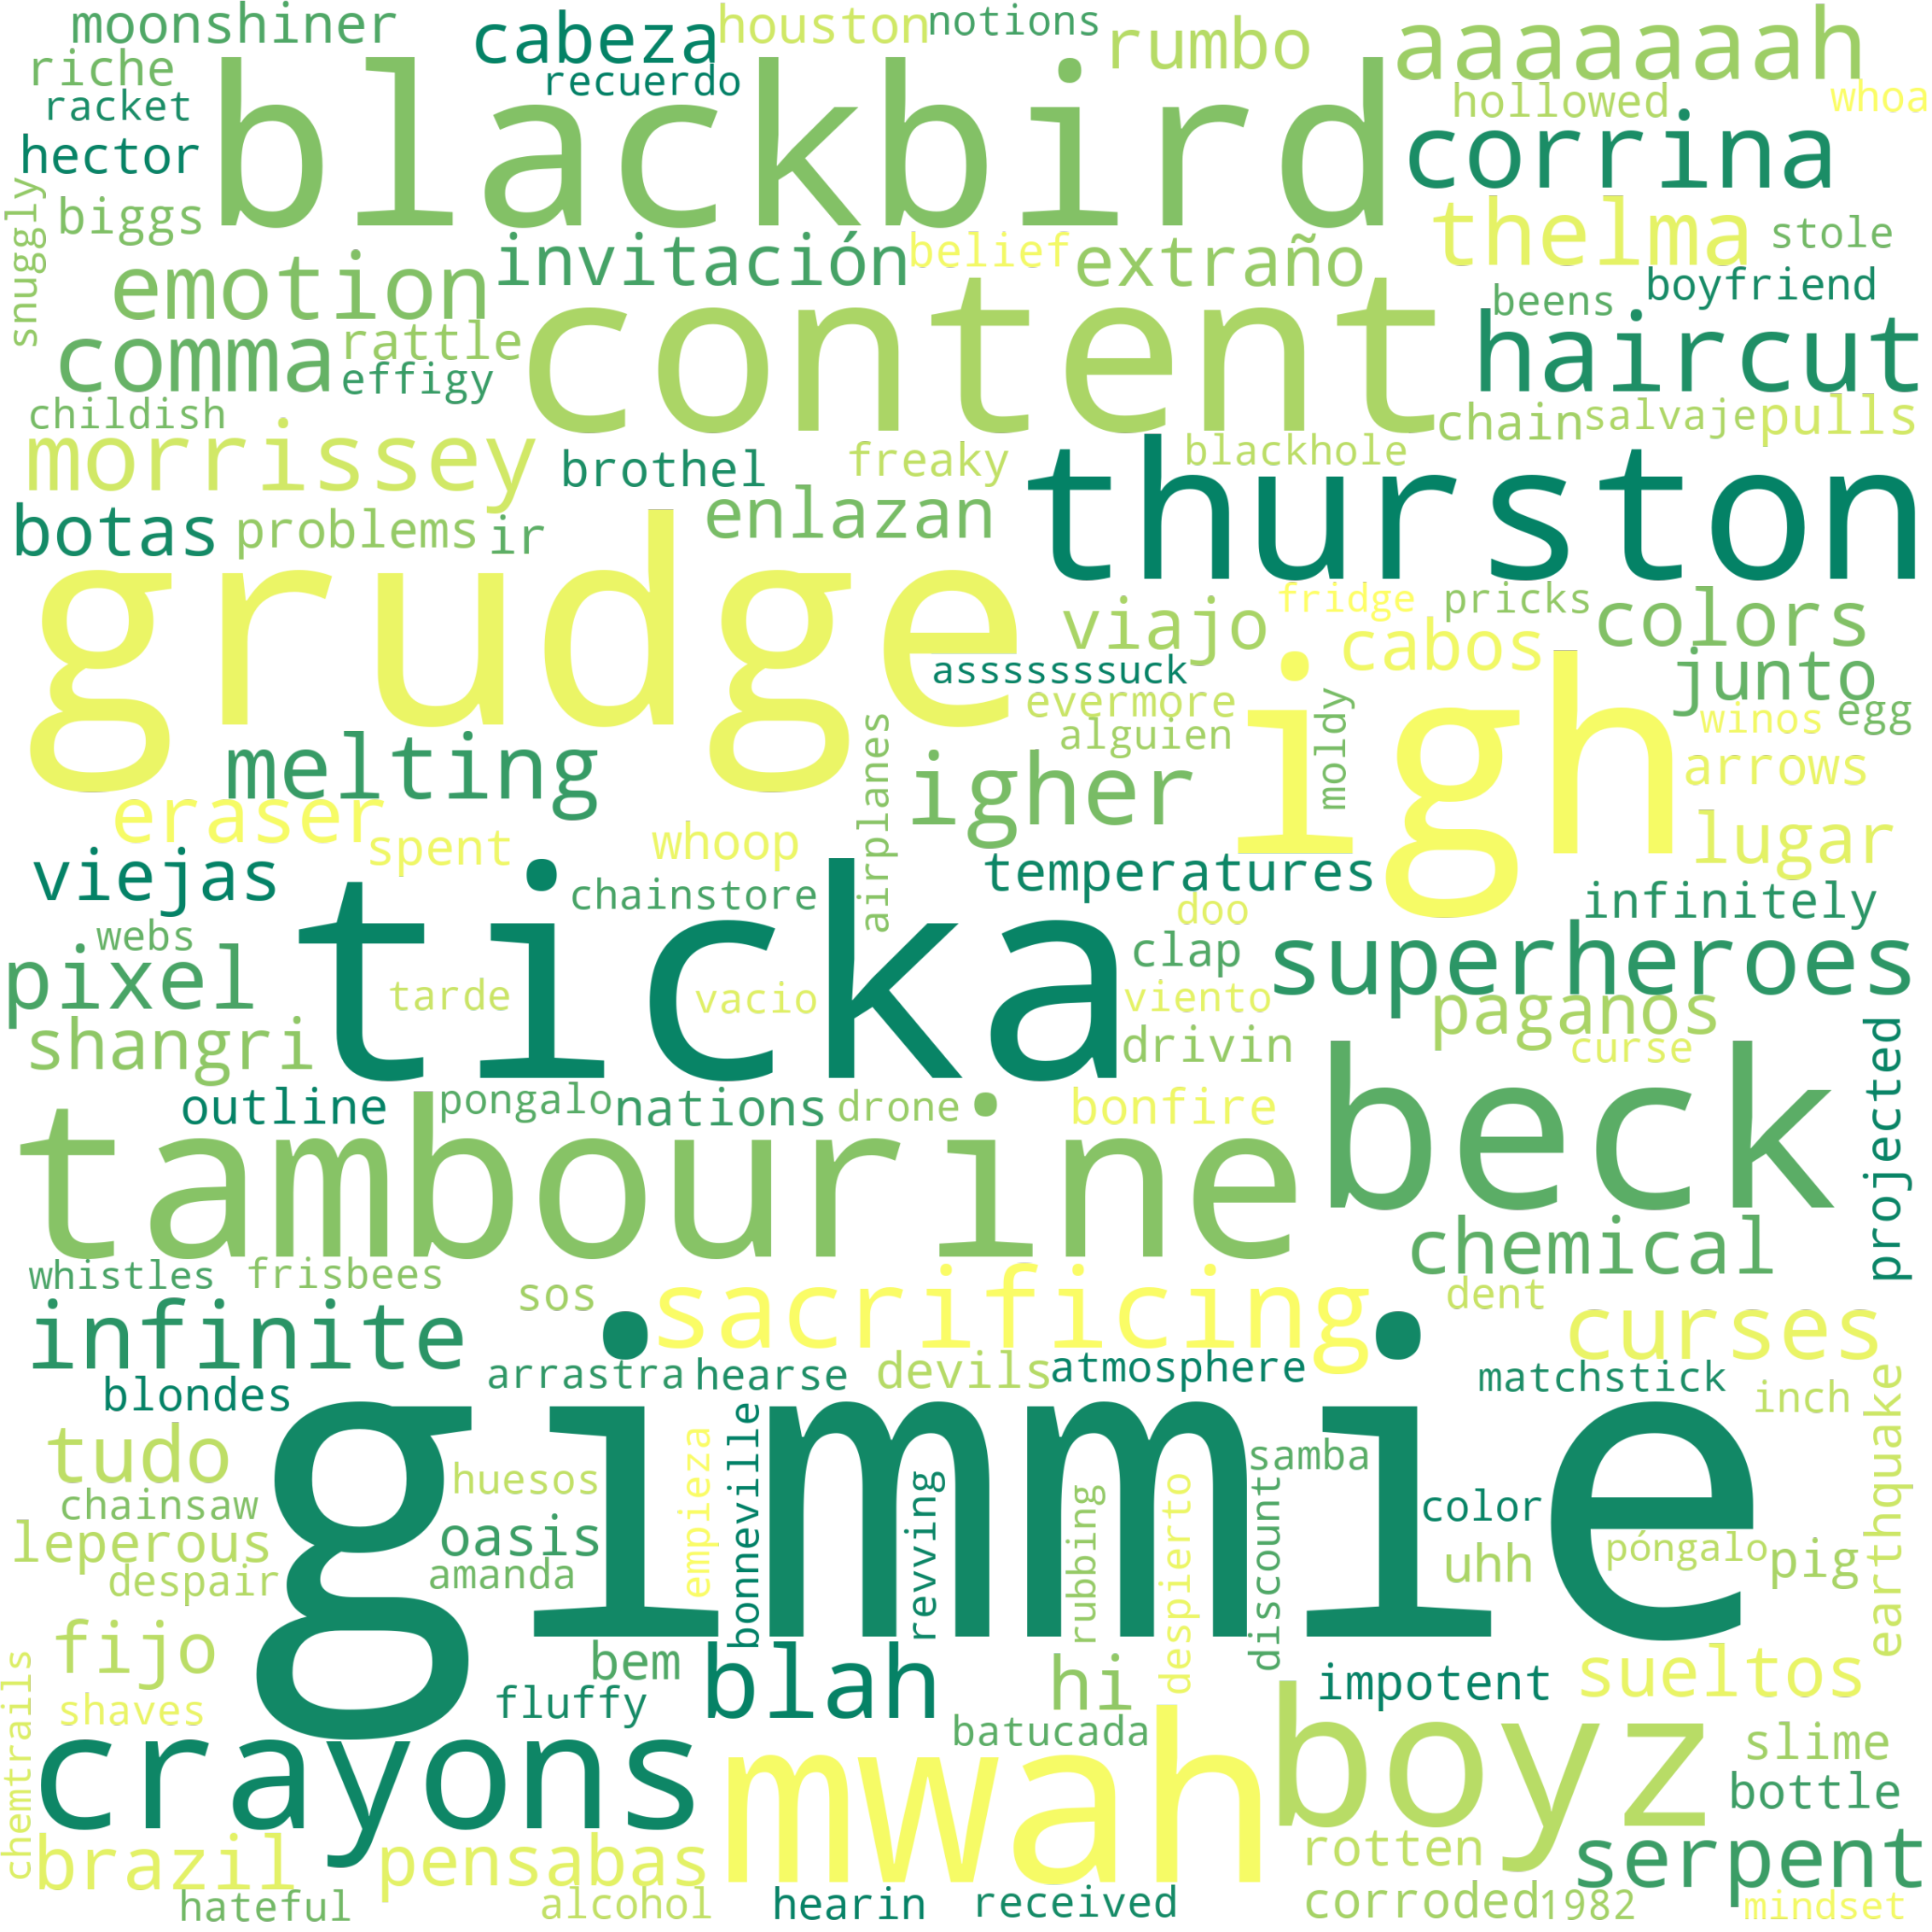 moonshiner cabeza houston notions rumbo aaaaaaaah
riche recuerdo hollowed whoa
racket blackbird corrina
hector
snuggly biggs invitación belief extraño thelma stole
emotion beens boyfriend
comma rattle content haircut
effigy
childish chain salvaje pulls
morrissey brothel freaky blackhole
botas problems ir enlazan thurston
grudge viajo fridge pricks colors
cabos
assssssssuck junto
evermore winos egg
melting airplanes alguien igher moldy igh arrows
eraser spent whoop lugar
viejas chainstore temperatures infinitely
webs ticka doo clap superheroes
pixel tarde vacio viento paganos
shangri drivin curse projected
outline pongalo nations drone bonfire
tambourine beck
chemical
whistles frisbees sos sacrificing dent
infinite curses
arrastra hearse devils atmosphere matchstick
blondes inch earthquake
tudo gimmie samba
chainsaw huesos empieza bonneville revving rubbing despierto discount color
leperous oasis uhh póngalo pig
despair amanda
fijo bem blah hi impotent sueltos
chemtrails shaves fluffy
crayons mwah batucada boyz slime
bottle
brazil pensabas rotten serpent
hateful alcohol hearin received corroded 1982 mindset